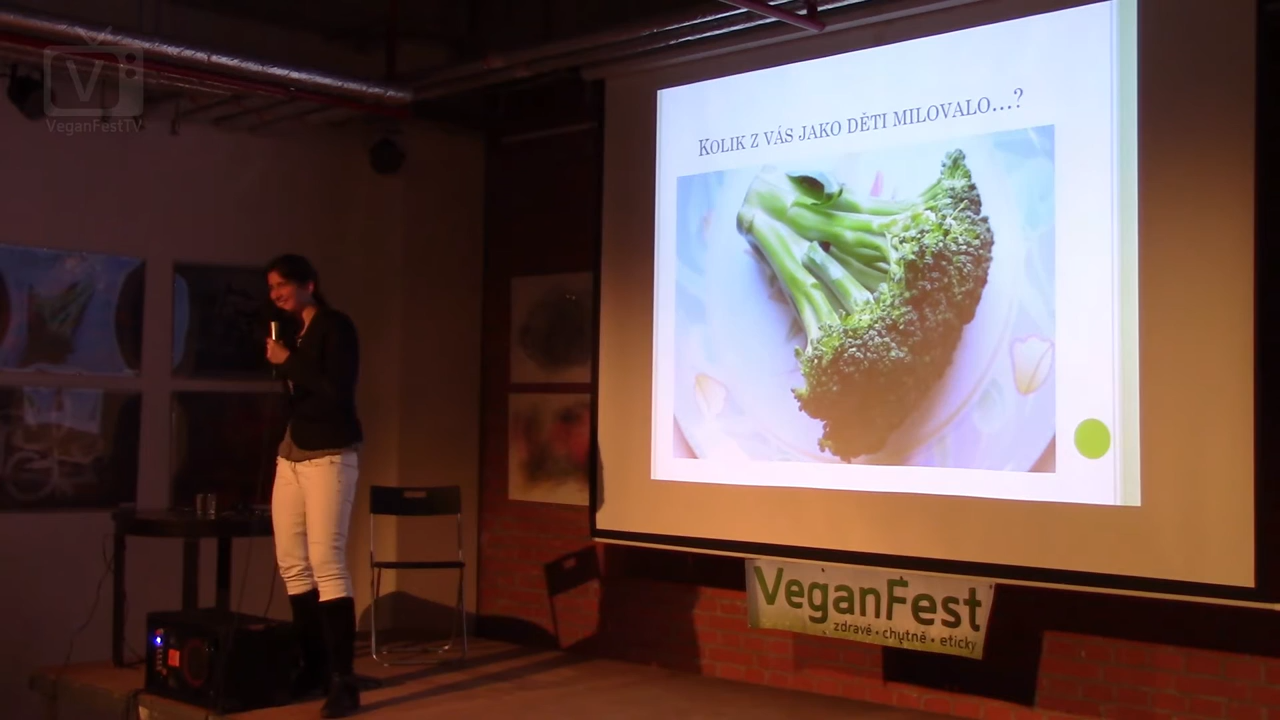 V
VeganFestTV
KOLIK Z VÁS JAKO DĚTI MILOVALO...?
VeganFest
zdravě • chutně • eticky